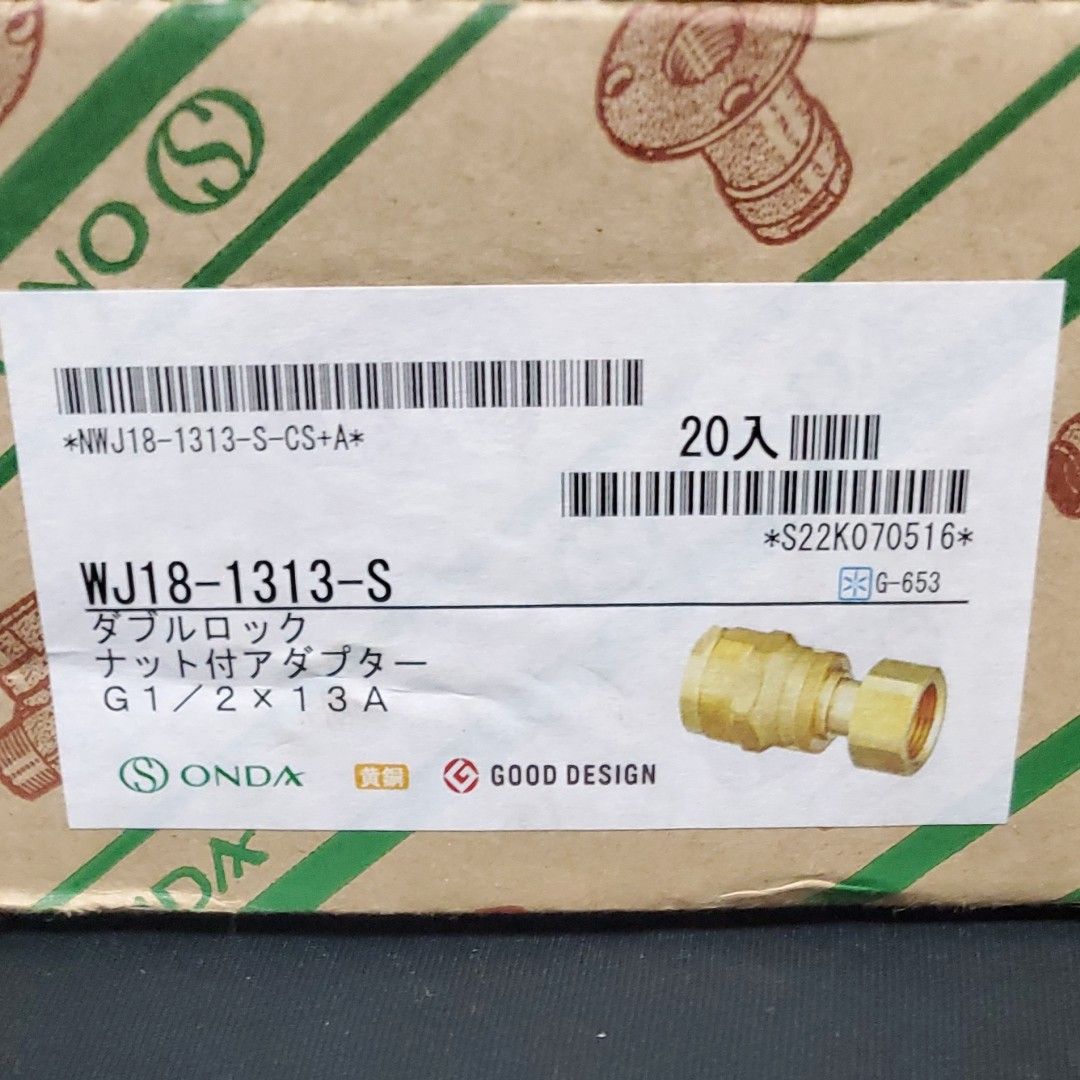 *NWJ18-1313-S-CS+A*
20入
*S22K070516*
WJ18-1313-S
G-653
ダブルロック
ナット付アダプター
G1/2×13A
ONDA
黄銅
GOOD DESIGN